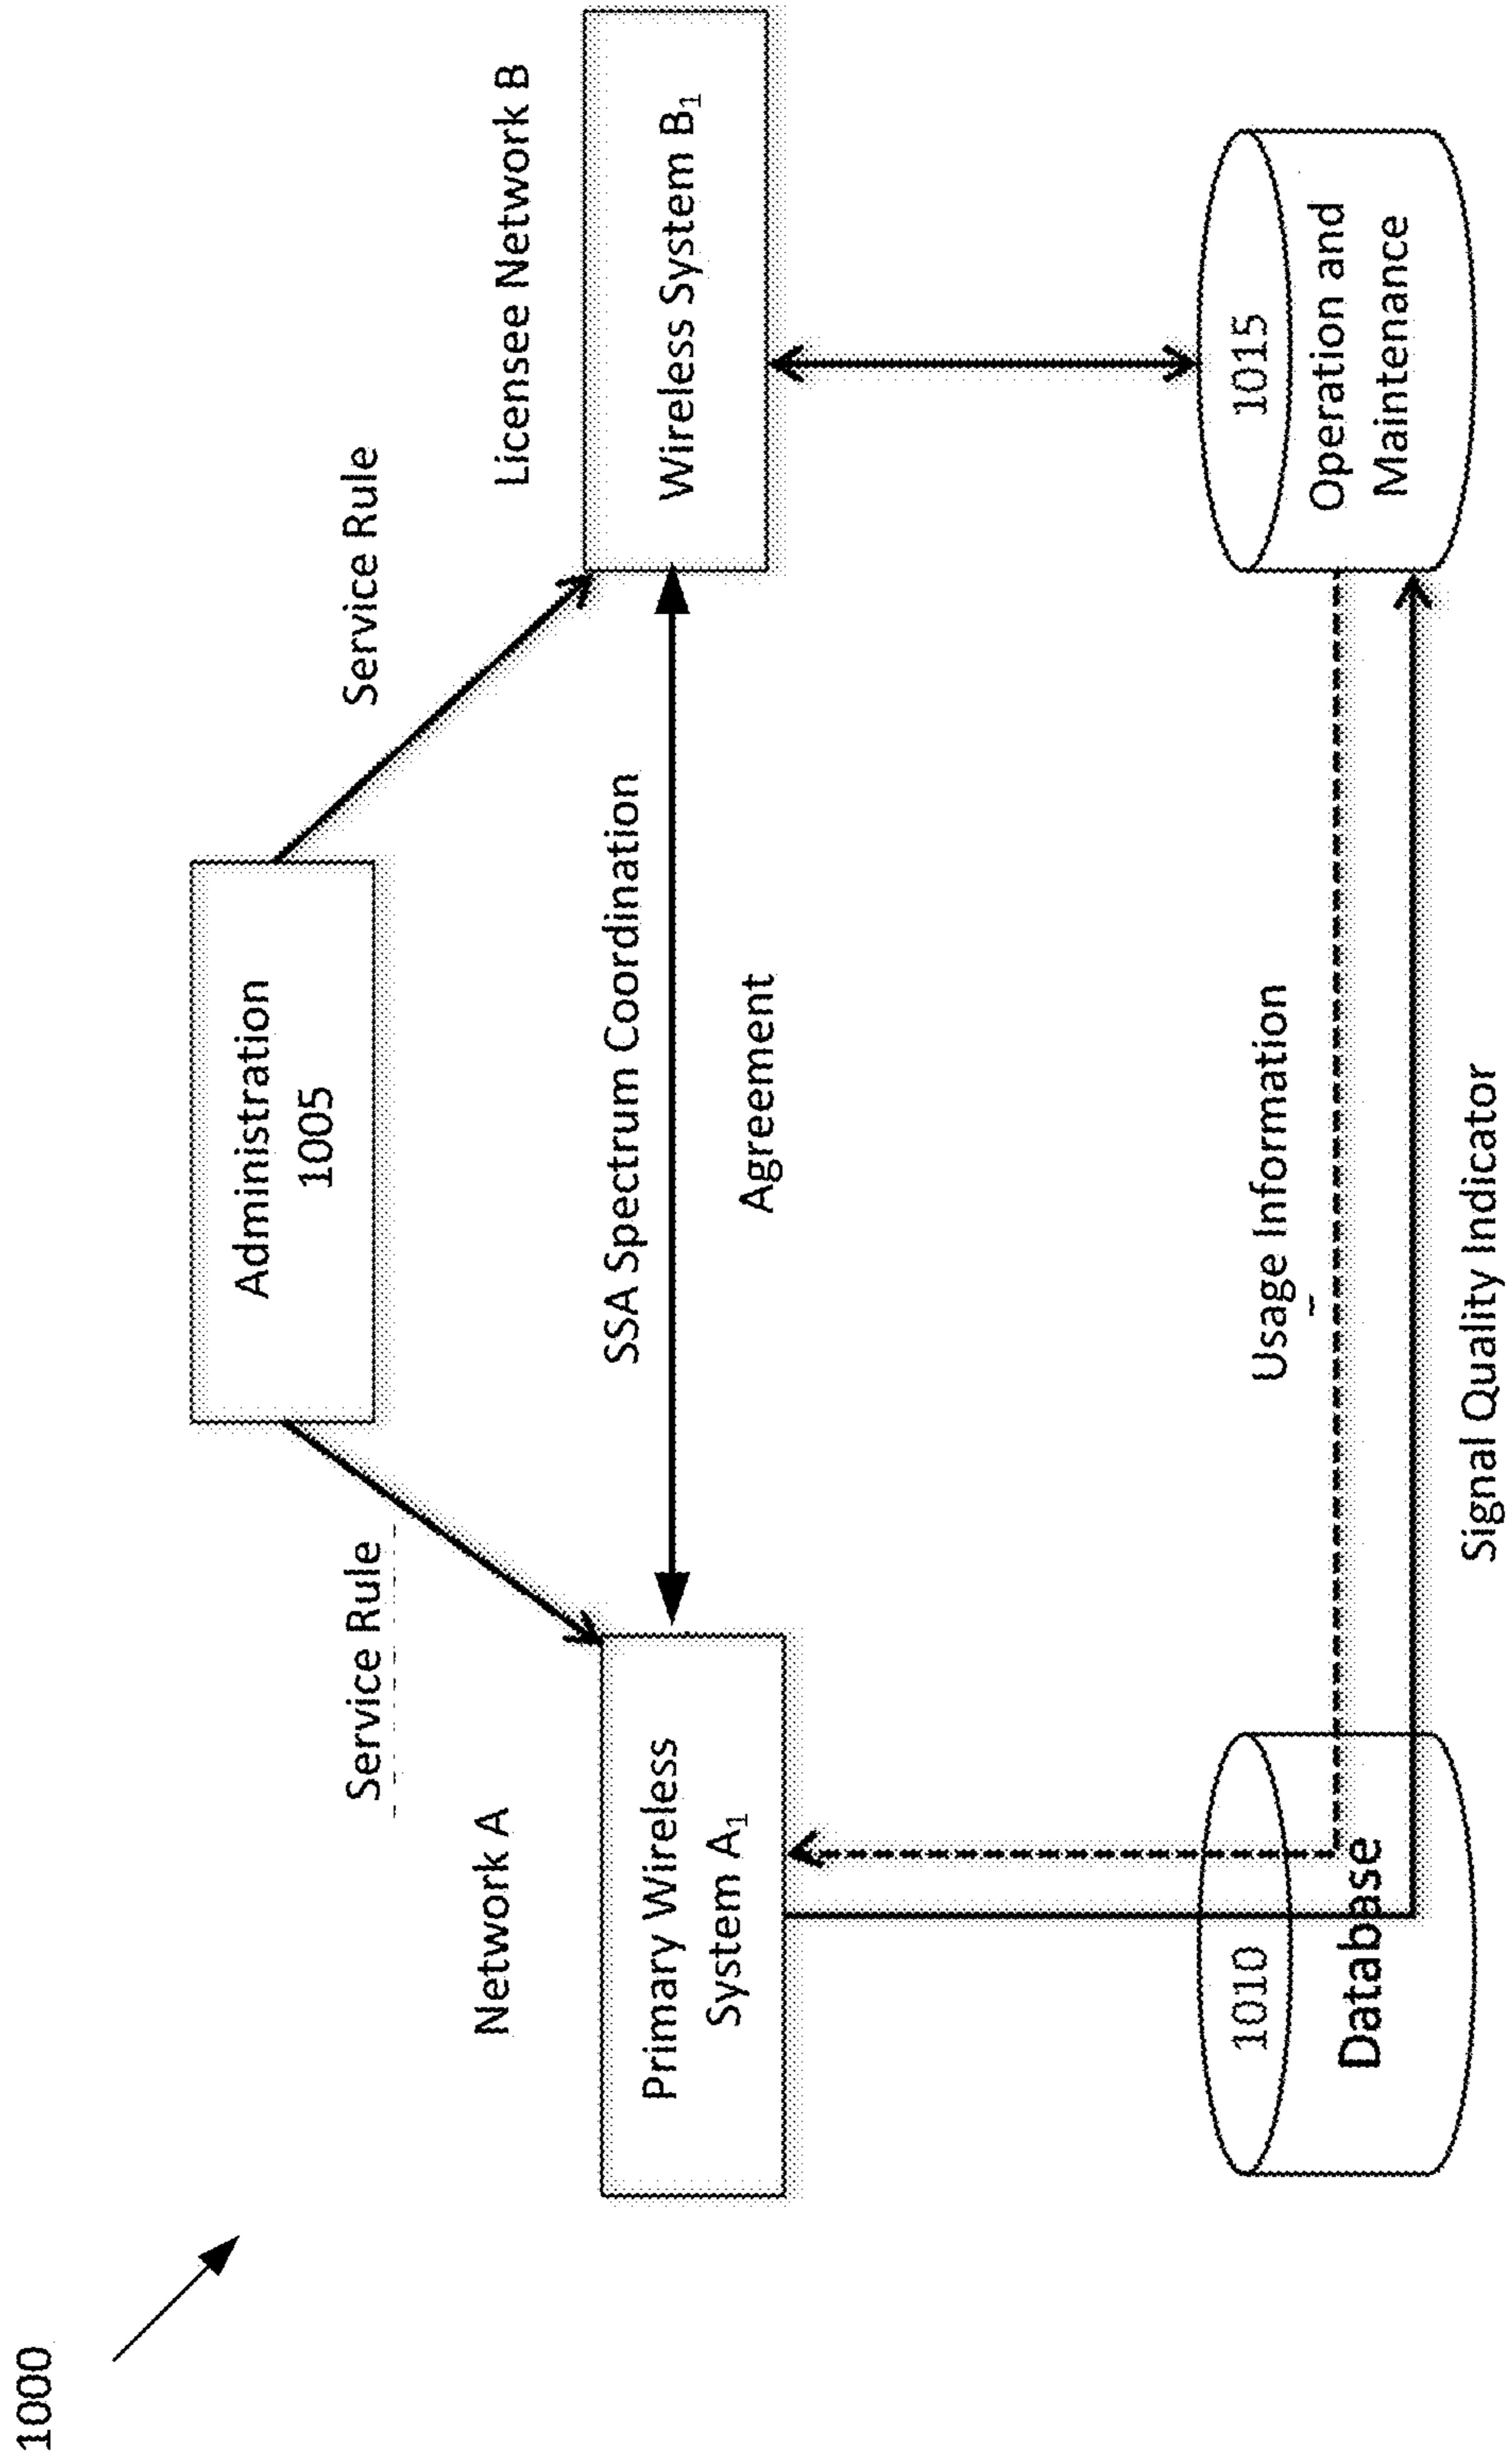 1000
Administration
1005
Service Rule
Service Rule
Network A
Licensee Network B
Primary Wireless
System A₁
SSA Spectrum Coordination
Agreement
Wireless System B₁
1010
Database
Usage Information
Signal Quality Indicator
1015
Operation and
Maintenance